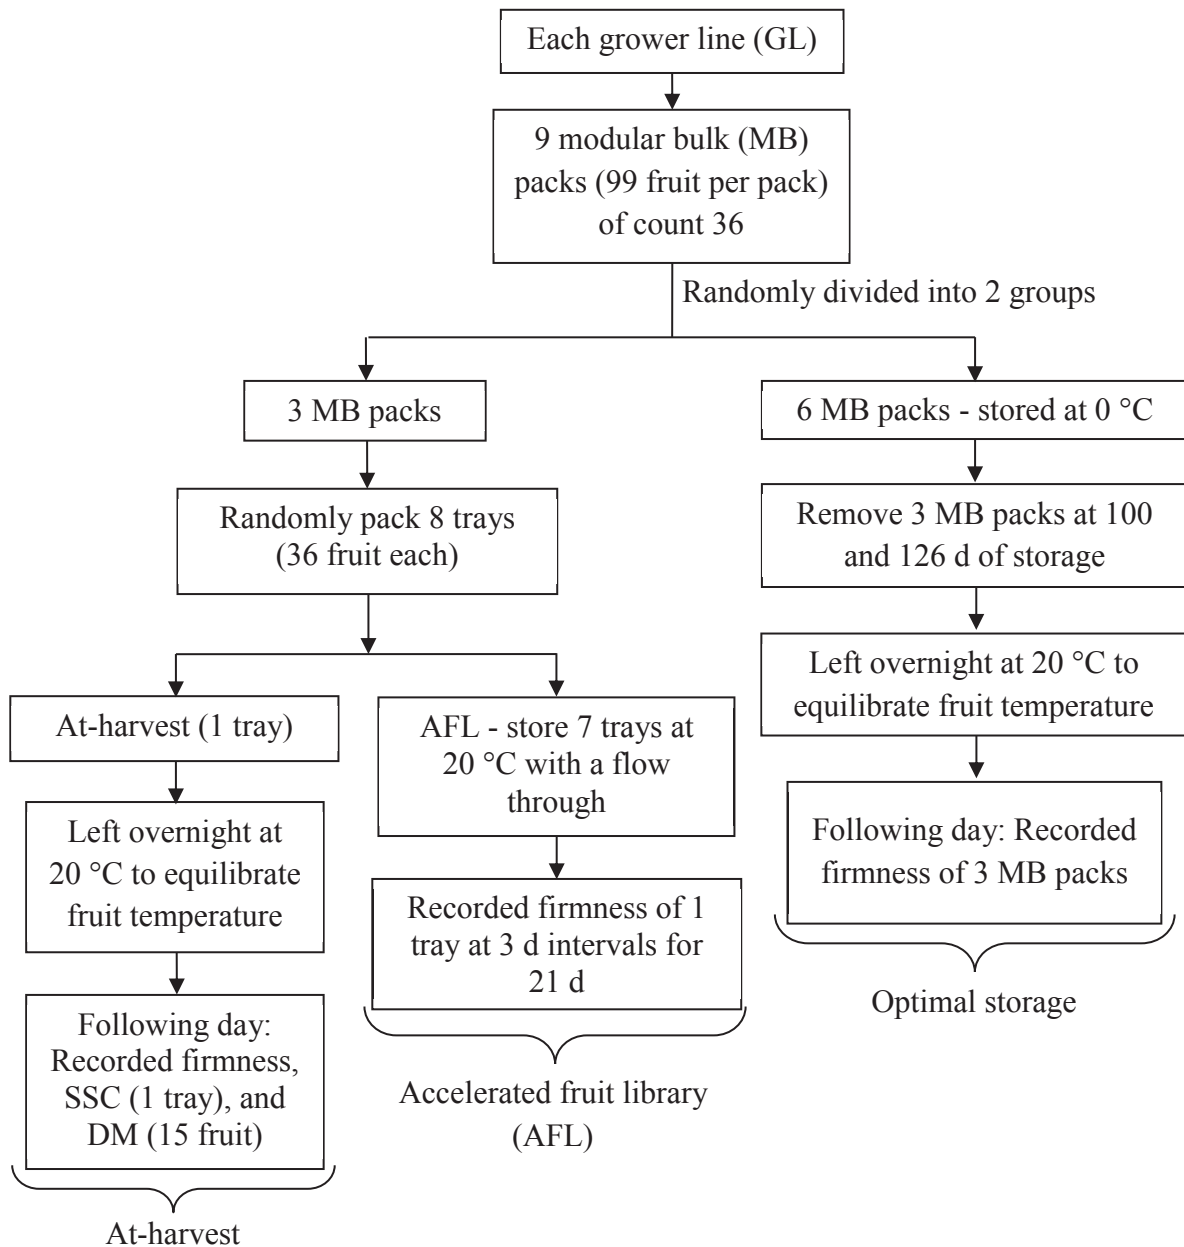 Each grower line (GL)
9 modular bulk (MB)
packs (99 fruit per pack)
of count 36
Randomly divided into 2 groups
3 MB packs
6 MB packs - stored at 0 °C
Randomly pack 8 trays
(36 fruit each)
Remove 3 MB packs at 100
and 126 d of storage
Left overnight at 20 °C to
equilibrate fruit temperature
At-harvest (1 tray)
AFL - store 7 trays at
20 °C with a flow
through
Following day: Recorded
firmness of 3 MB packs
Left overnight at
20 °C to equilibrate
fruit temperature
Recorded firmness of 1
tray at 3 d intervals for
21 d
Optimal storage
Following day:
Recorded firmness,
SSC (1 tray), and
DM (15 fruit)
Accelerated fruit library
(AFL)
At-harvest